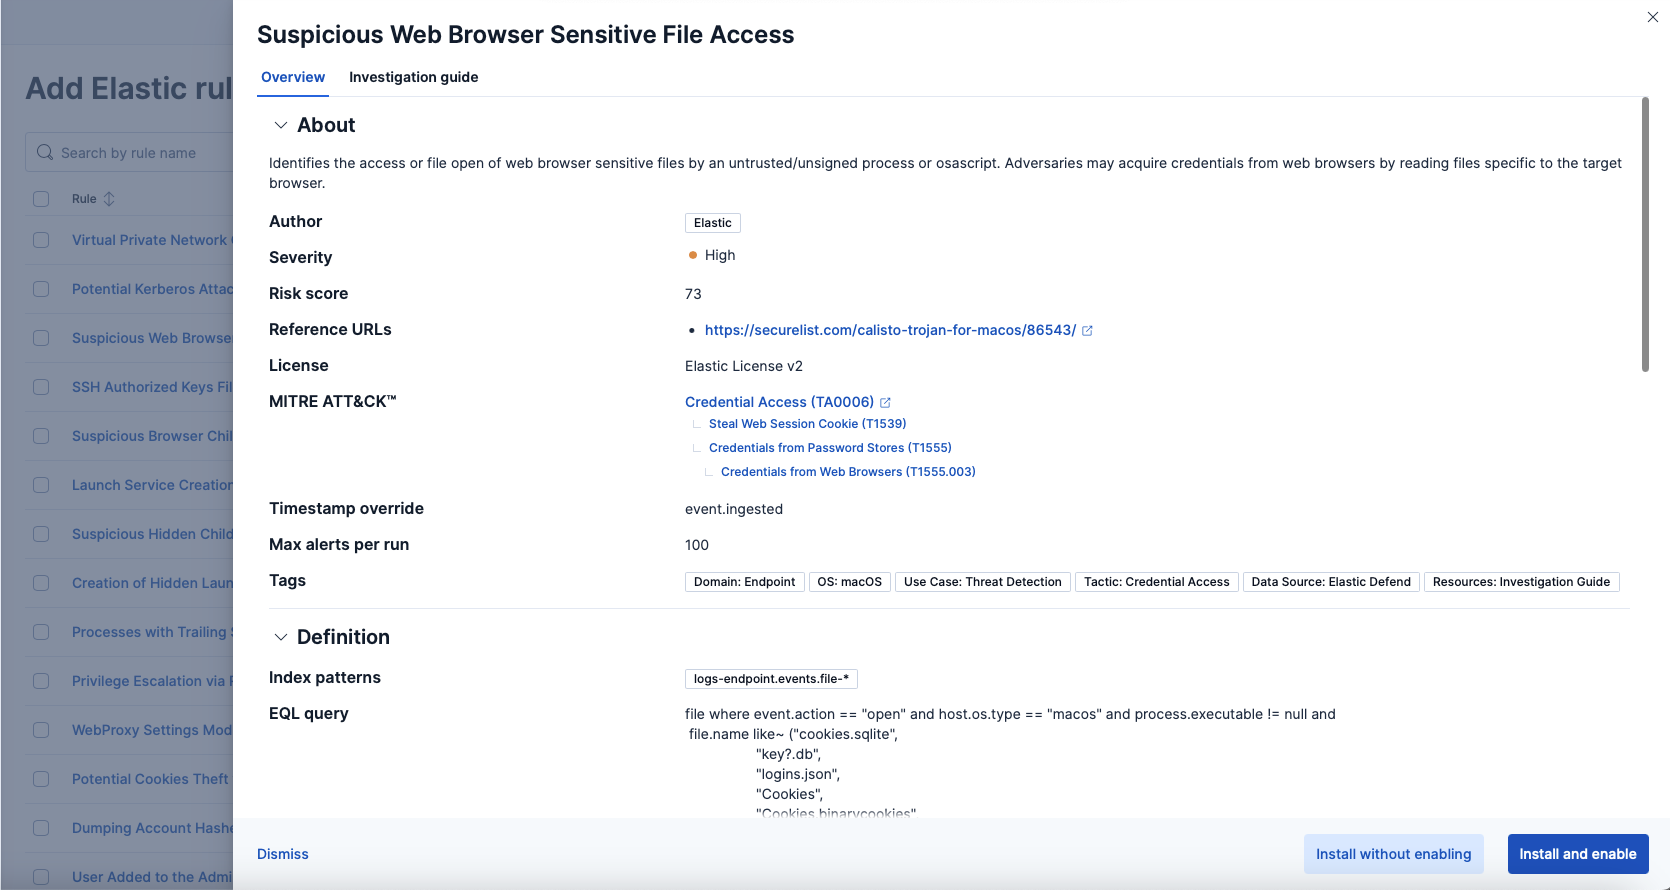 Suspicious Web Browser Sensitive File Access
Overview Investigation guide
About
Identifies the access or file open of web browser sensitive files by an untrusted/unsigned process or osascript. Adversaries may acquire credentials from web browsers by reading files specific to the target
browser.
Author Elastic
Severity High
Risk score 73
Reference URLs • https://securelist.com/calisto-trojan-for-macos/86543/
License Elastic License v2
MITRE ATT&CK™ Credential Access (TA0006)
Steal Web Session Cookie (T1539)
Credentials from Password Stores (T1555)
Credentials from Web Browsers (T1555.003)
Timestamp override event.ingested
Max alerts per run 100
Tags Domain: Endpoint OS: macOS Use Case: Threat Detection Tactic: Credential Access Data Source: Elastic Defend Resources: Investigation Guide
Definition
Index patterns logs-endpoint.events.file-*
EQL query file where event.action == "open" and host.os.type == "macos" and process.executable != null and
file.name like~ ("cookies.sqlite",
"key?.db",
"logins.json",
"Cookies",
"Cookies.binarycookies"
Dismiss Install without enabling Install and enable
Add Elastic rul
Search by rule name
Rule
Virtual Private Network
Potential Kerberos Attac
Suspicious Web Browse
SSH Authorized Keys Fil
Suspicious Browser Chil
Launch Service Creation
Suspicious Hidden Child
Creation of Hidden Laun
Processes with Trailing
Privilege Escalation via
WebProxy Settings Mod
Potential Cookies Theft
Dumping Account Hashe
User Added to the Admi